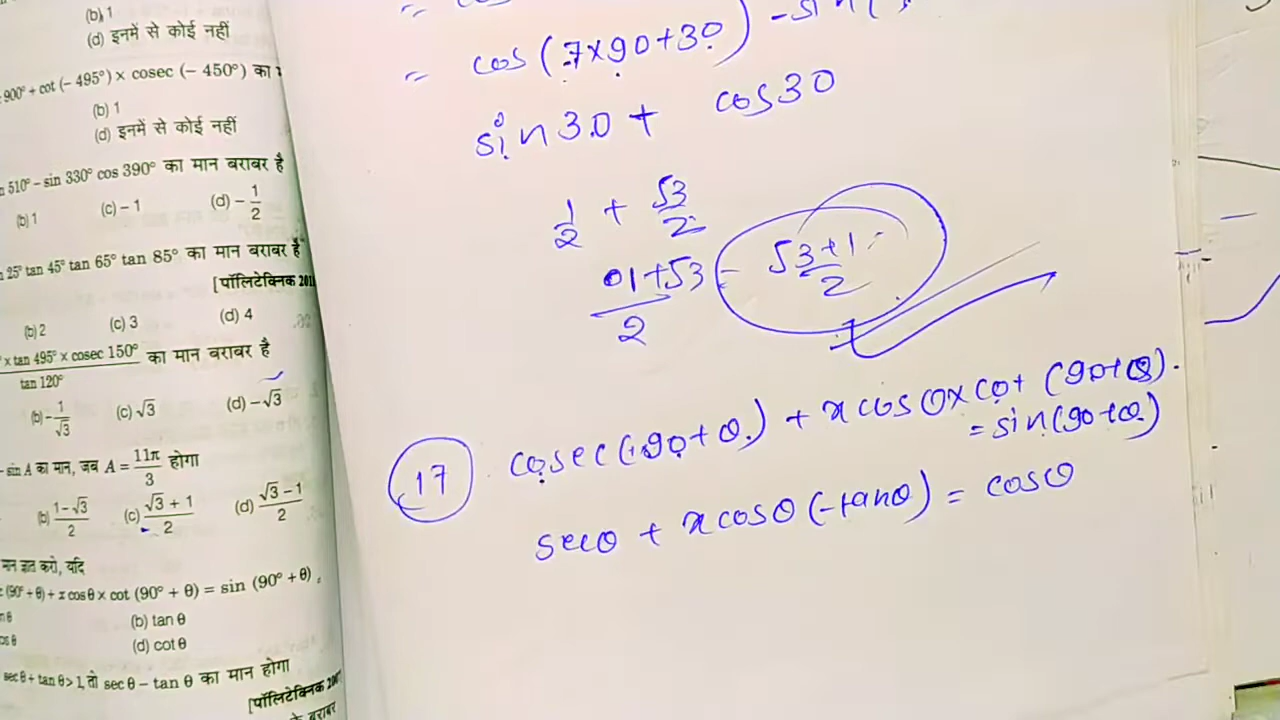 (b) 1
(d) इनमें से कोई नहीं
900° + cot (− 495°) × cosec (− 450°) का
(b) 1
(d) इनमें से कोई नहीं
510° − sin 330° cos 390° का मान बराबर है
(b) 1 (c) − 1 (d) − 1/2
25° tan 45° tan 65° tan 85° का मान बराबर है
[पॉलिटेक्निक
(b) 2 (c) 3 (d) 4
× tan 495° × cosec 150° / tan 120° का मान बराबर है
(b) − 1/√3 (c) √3 (d) − √3
− sin A का मान, जब A = 11π/3 होगा
(b) 1−√3/2 (c) √3 + 1/2 (d) √3 −1/2
मान ज्ञात करो, यदि
(90° + θ) + x cos θ × cot (90° + θ) = sin (90° + θ)
(b) tan θ
(d) cot θ
sec θ + tan θ > 1, तो sec θ − tan θ का मान होगा
[पॉलिटेक्निक
के बराबर
=
= cos (7×90+30) - sin(
sin 30 + cos30
1/2 + √3/2
01+√3/2 - √3+1/2
17 cosec(90+θ) + x cosθ x cot (90+θ).
= sin(90+θ)
secθ + x cosθ (-tanθ) = cosθ